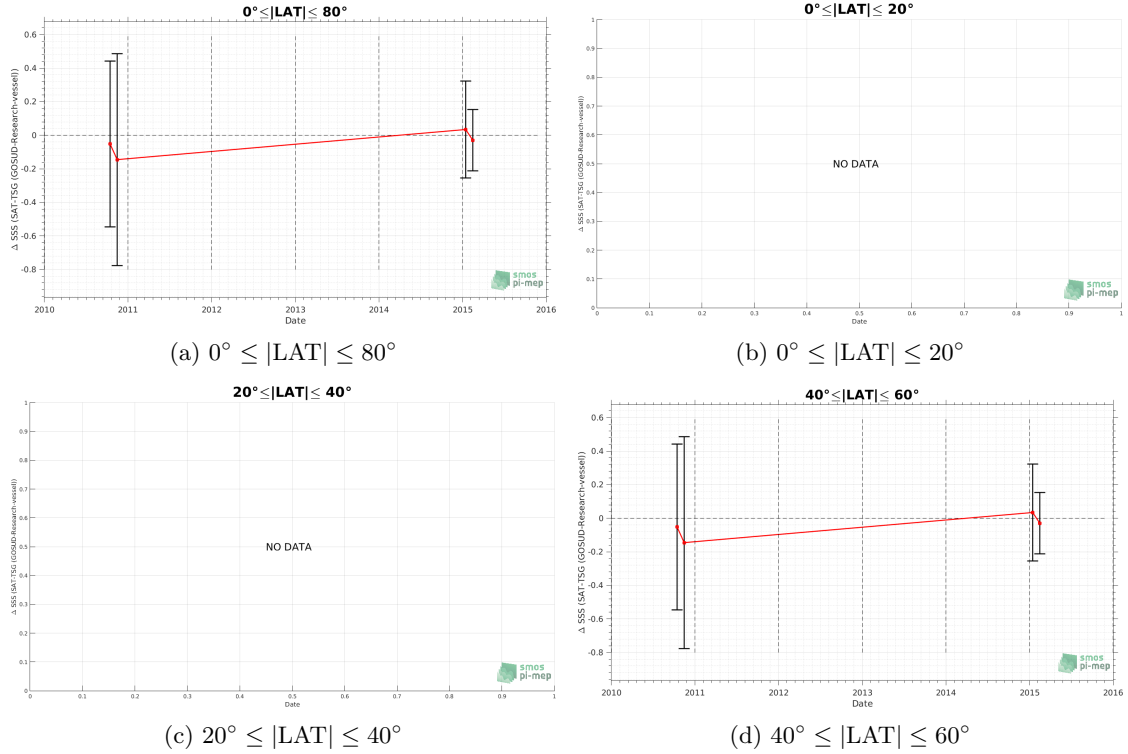 0°≤|LAT|≤ 80°
0.6
0.4
0.2
0
-0.2
-0.4
-0.6
-0.8
Δ SSS (SAT-TSG (GOSUD-Research-vessel))
2010 2011 2012 2013 2014 2015 2016
Date
smos
pi-mep
(a) 0° ≤ |LAT| ≤ 80°
0°≤|LAT|≤ 20°
1
0.9
0.8
0.7
0.6
0.5
0.4
0.3
0.2
0.1
0
Δ SSS (SAT-TSG (GOSUD-Research-vessel))
NO DATA
0 0.1 0.2 0.3 0.4 0.5 0.6 0.7 0.8 0.9 1
Date
smos
pi-mep
(b) 0° ≤ |LAT| ≤ 20°
20°≤|LAT|≤ 40°
1
0.9
0.8
0.7
0.6
0.5
0.4
0.3
0.2
0.1
0
Δ SSS (SAT-TSG (GOSUD-Research-vessel))
NO DATA
0 0.1 0.2 0.3 0.4 0.5 0.6 0.7 0.8 0.9 1
Date
smos
pi-mep
(c) 20° ≤ |LAT| ≤ 40°
40°≤|LAT|≤ 60°
0.6
0.4
0.2
0
-0.2
-0.4
-0.6
-0.8
Δ SSS (SAT-TSG (GOSUD-Research-vessel))
2010 2011 2012 2013 2014 2015 2016
Date
smos
pi-mep
(d) 40° ≤ |LAT| ≤ 60°